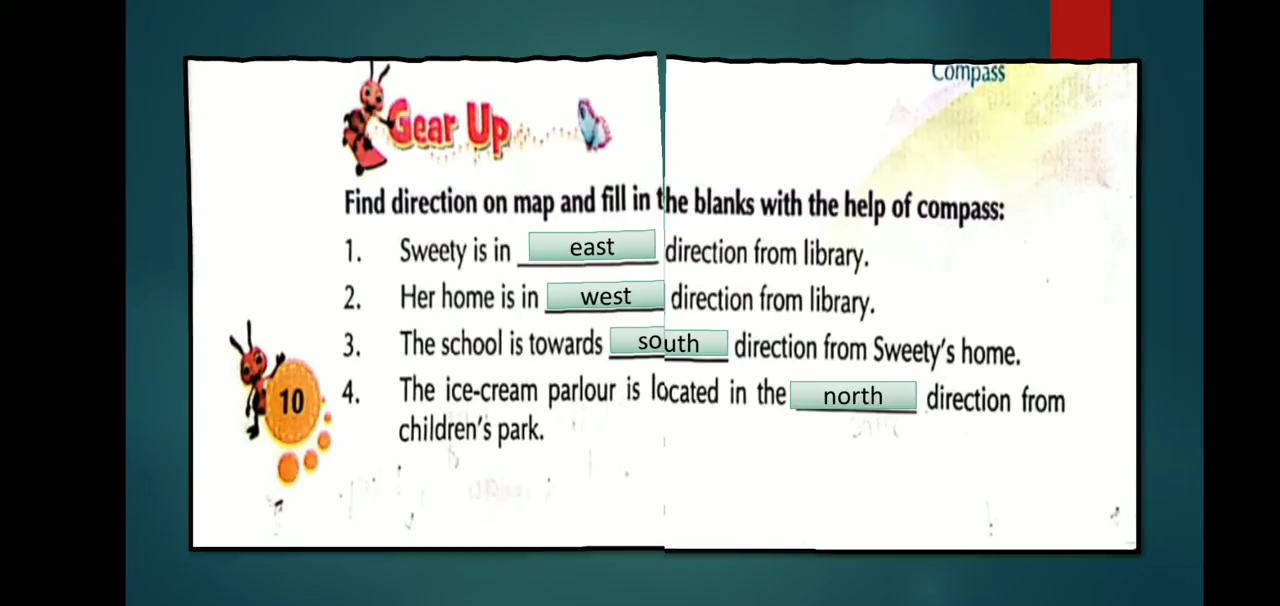 Compass
Gear Up
Find direction on map and fill in the blanks with the help of compass:
1. Sweety is in east direction from library.
2. Her home is in west direction from library.
3. The school is towards south direction from Sweety's home.
10
4. The ice-cream parlour is located in the north direction from
children's park.